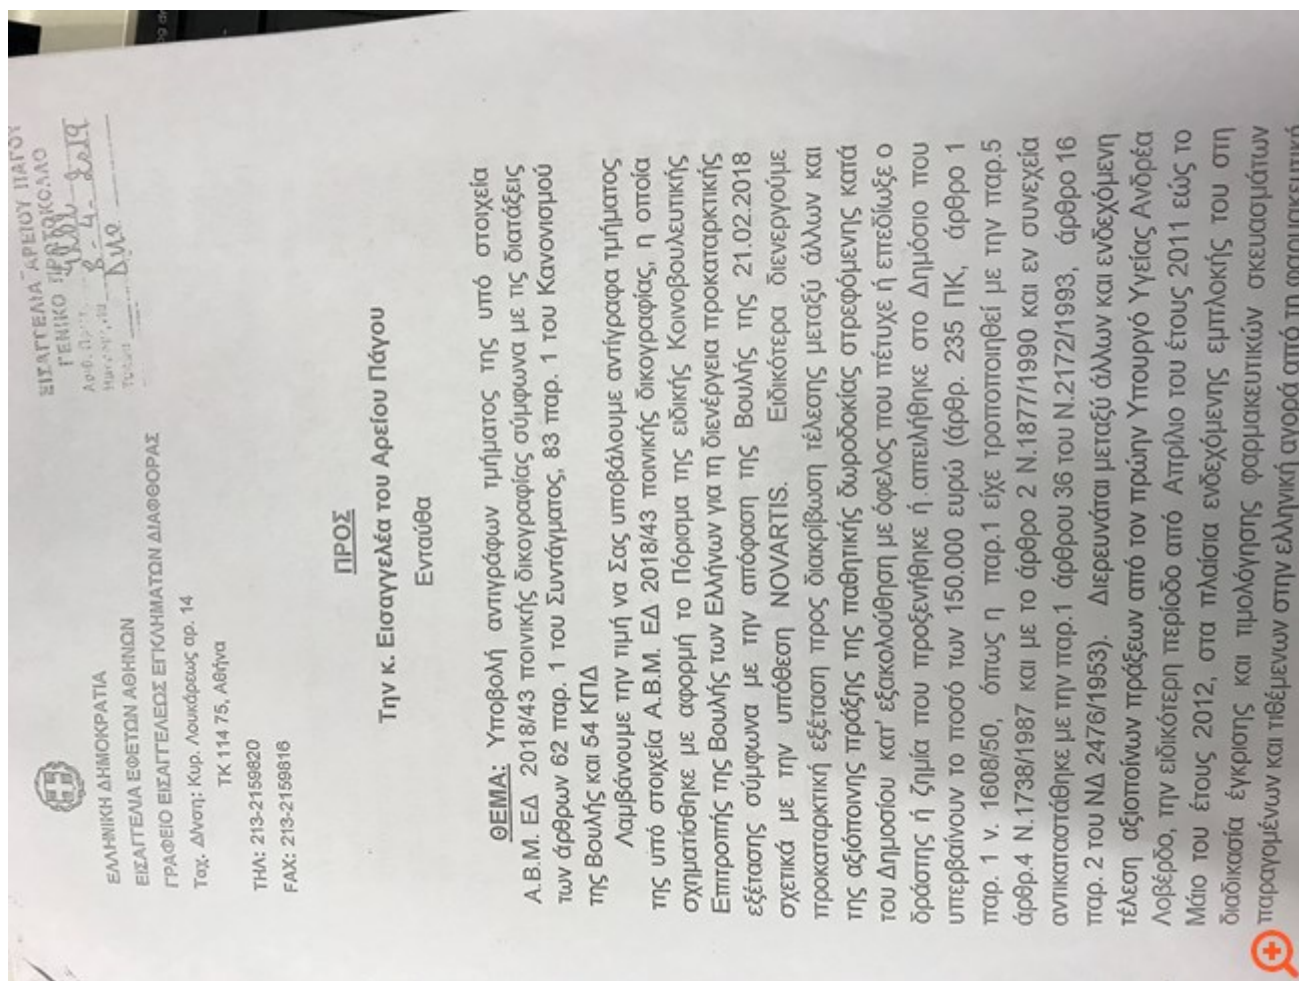 ΕΙΣΑΓΓΕΛΙΑ ΑΡΕΙΟΥ ΠΑΓΟΥ
ΓΕΝΙΚΟ ΠΡΩΤΟΚΟΛΛΟ
8-4-2019
ΕΛΛΗΝΙΚΗ ΔΗΜΟΚΡΑΤΙΑ
ΕΙΣΑΓΓΕΛΙΑ ΕΦΕΤΩΝ ΑΘΗΝΩΝ
ΓΡΑΦΕΙΟ ΕΙΣΑΓΓΕΛΕΩΣ ΕΓΚΛΗΜΑΤΩΝ ΔΙΑΦΘΟΡΑΣ
Ταχ. Δ/νση: Κυρ. Λουκάρεως αρ. 14
ΤΚ 114 75, Αθήνα
ΤΗΛ: 213-2159820
FAX: 213-2159816
ΠΡΟΣ
Την κ. Εισαγγελέα του Αρείου Πάγου
Ενταύθα
ΘΕΜΑ: Υποβολή αντιγράφων τμήματος της υπό στοιχεία
Α.Β.Μ. ΕΔ 2018/43 ποινικής δικογραφίας σύμφωνα με τις διατάξεις
των άρθρων 62 παρ. 1 του Συντάγματος, 83 παρ. 1 του Κανονισμού
της Βουλής και 54 ΚΠΔ
Λαμβάνουμε την τιμή να Σας υποβάλουμε αντίγραφα τμήματος
της υπό στοιχεία Α.Β.Μ. ΕΔ 2018/43 ποινικής δικογραφίας, η οποία
σχηματίσθηκε με αφορμή το Πόρισμα της ειδικής Κοινοβουλευτικής
Επιτροπής της Βουλής των Ελλήνων για τη διενέργεια προκαταρκτικής
εξέτασης σύμφωνα με την απόφαση της Βουλής της 21.02.2018
σχετικά με την υπόθεση NOVARTIS. Ειδικότερα διενεργούμε
προκαταρκτική εξέταση προς διακρίβωση τέλεσης μεταξύ άλλων και
της αξιόποινης πράξης της παθητικής δωροδοκίας στρεφόμενης κατά
του Δημοσίου κατ' εξακολούθηση με όφελος που πέτυχε ή επεδίωξε ο
δράστης ή ζημία που προξενήθηκε ή απειλήθηκε στο Δημόσιο που
υπερβαίνουν το ποσό των 150.000 ευρώ (άρθρ. 235 ΠΚ, άρθρο 1
παρ. 1 ν. 1608/50, όπως η παρ.1 είχε τροποποιηθεί με την παρ.5
άρθρ.4 Ν.1738/1987 και με το άρθρο 2 Ν.1877/1990 και εν συνεχεία
αντικαταστάθηκε με την παρ.1 άρθρου 36 του Ν.2172/1993, άρθρο 16
παρ. 2 του ΝΔ 2476/1953). Διερευνάται μεταξύ άλλων και ενδεχόμενη
τέλεση αξιοποίνων πράξεων από τον πρώην Υπουργό Υγείας Ανδρέα
Λοβέρδο, την ειδικότερη περίοδο από Απρίλιο του έτους 2011 εώς το
Μάιο του έτους 2012, στα πλαίσια ενδεχόμενης εμπλοκής του στη
διαδικασία έγκρισης και τιμολόγησης φαρμακευτικών σκευασμάτων
παραγομένων και τιθέμενων στην ελληνική αγορά από τη φαρμακευτική